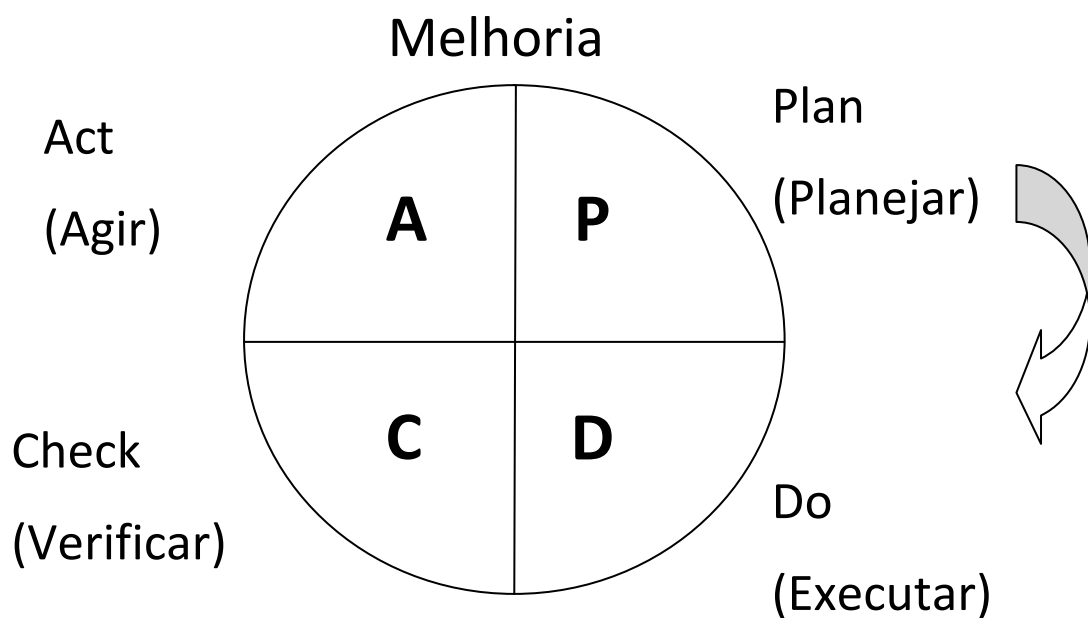 Melhoria
Act
(Agir)
Plan
(Planejar)
A
P
C
D
Check
(Verificar)
Do
(Executar)